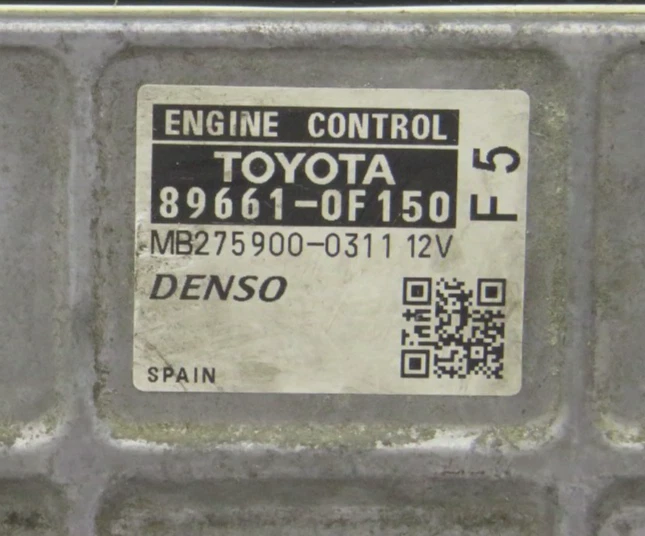 ENGINE CONTROL
TOYOTA
89661-0F150
F5
MB275900-0311 12V
DENSO
SPAIN